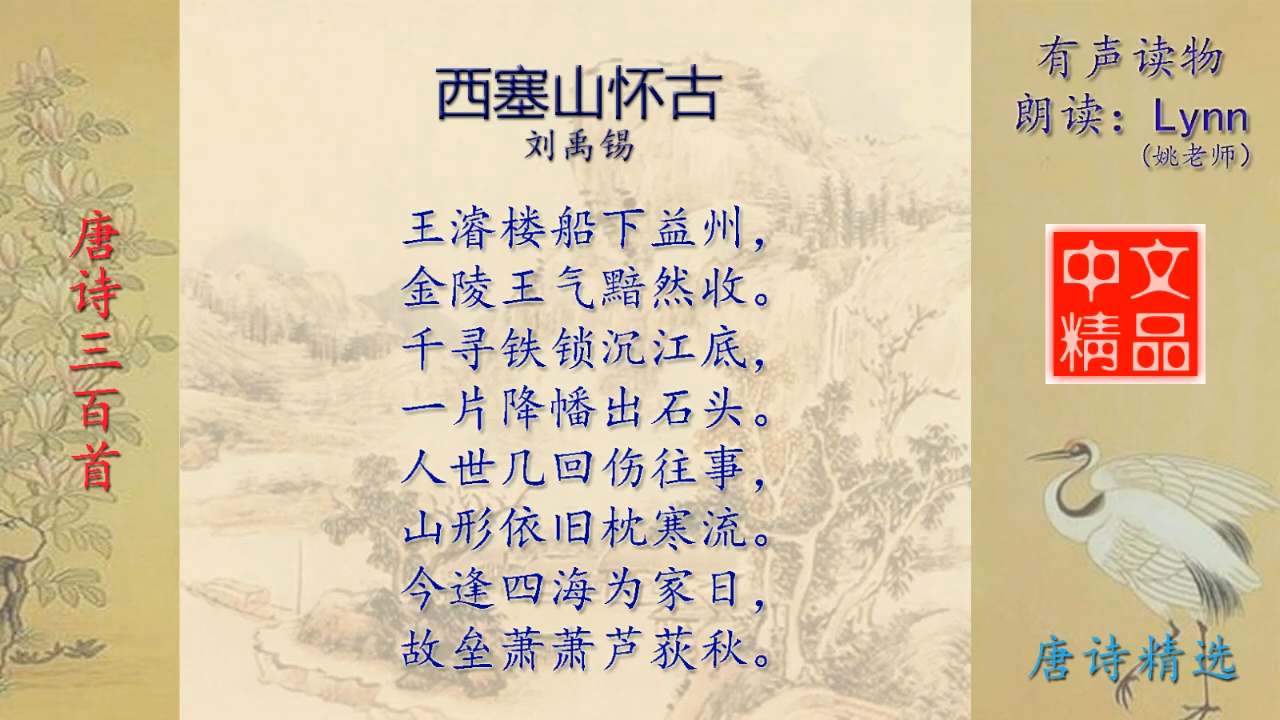 西塞山怀古
刘禹锡
王濬楼船下益州，
金陵王气黯然收。
千寻铁锁沉江底，
一片降幡出石头。
人世几回伤往事，
山形依旧枕寒流。
今逢四海为家日，
故垒萧萧芦荻秋。
唐诗三百首
有声读物
朗读：Lynn
（姚老师）
中文
精品
唐诗精选